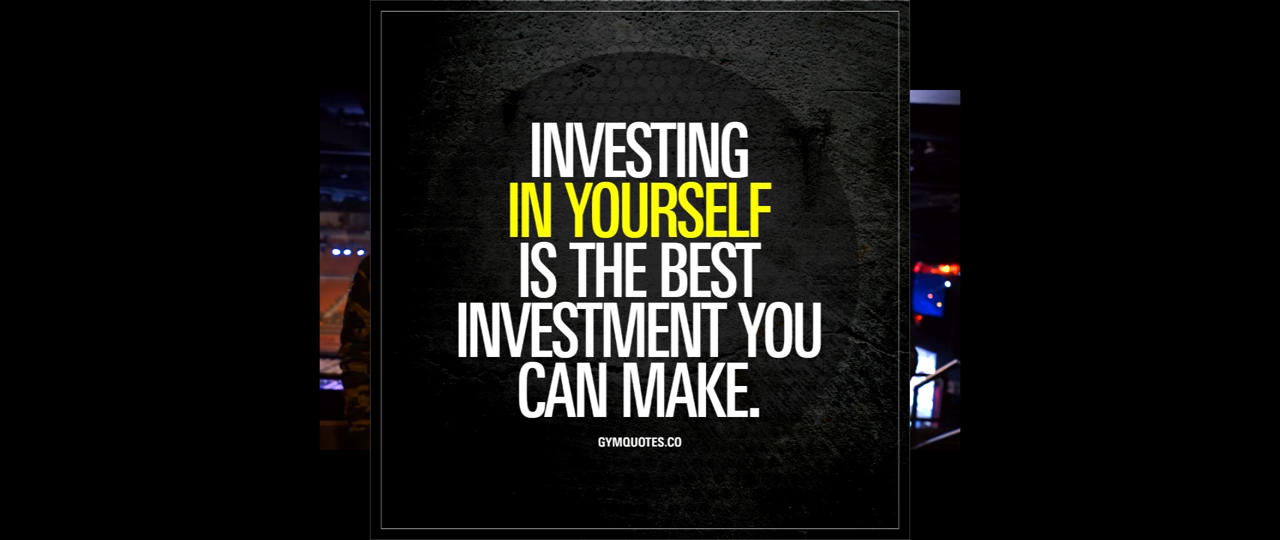 INVESTING
IN YOURSELF
IS THE BEST
INVESTMENT YOU
CAN MAKE.
GYMQUOTES.CO